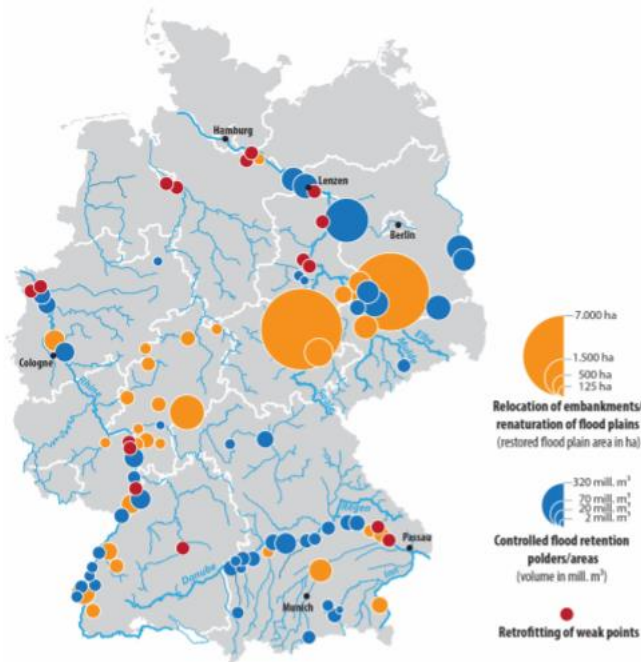 Hamburg
Lenzen
Berlin
Cologne
Rhine
Elbe
Mulde
Regen
Passau
Danube
Munich
7.000 ha
1.500 ha
500 ha
125 ha
Relocation of embankments/
renaturation of flood plains
(restored flood plain area in ha)
320 mill. m³
70 mill. m³
20 mill. m³
2 mill. m³
Controlled flood retention
polders/areas
(volume in mill. m³)
Retrofitting of weak points